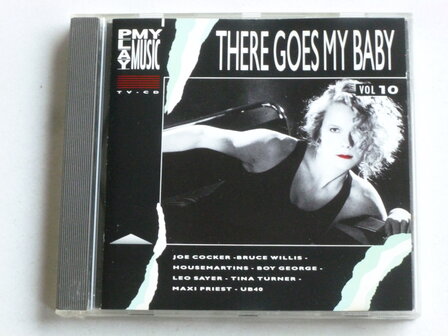 PLAY MY MUSIC
TV-CD
THERE GOES MY BABY
VOL 10
JOE COCKER - BRUCE WILLIS -
HOUSEMARTINS - BOY GEORGE -
LEO SAYER - TINA TURNER -
MAXI PRIEST - UB40